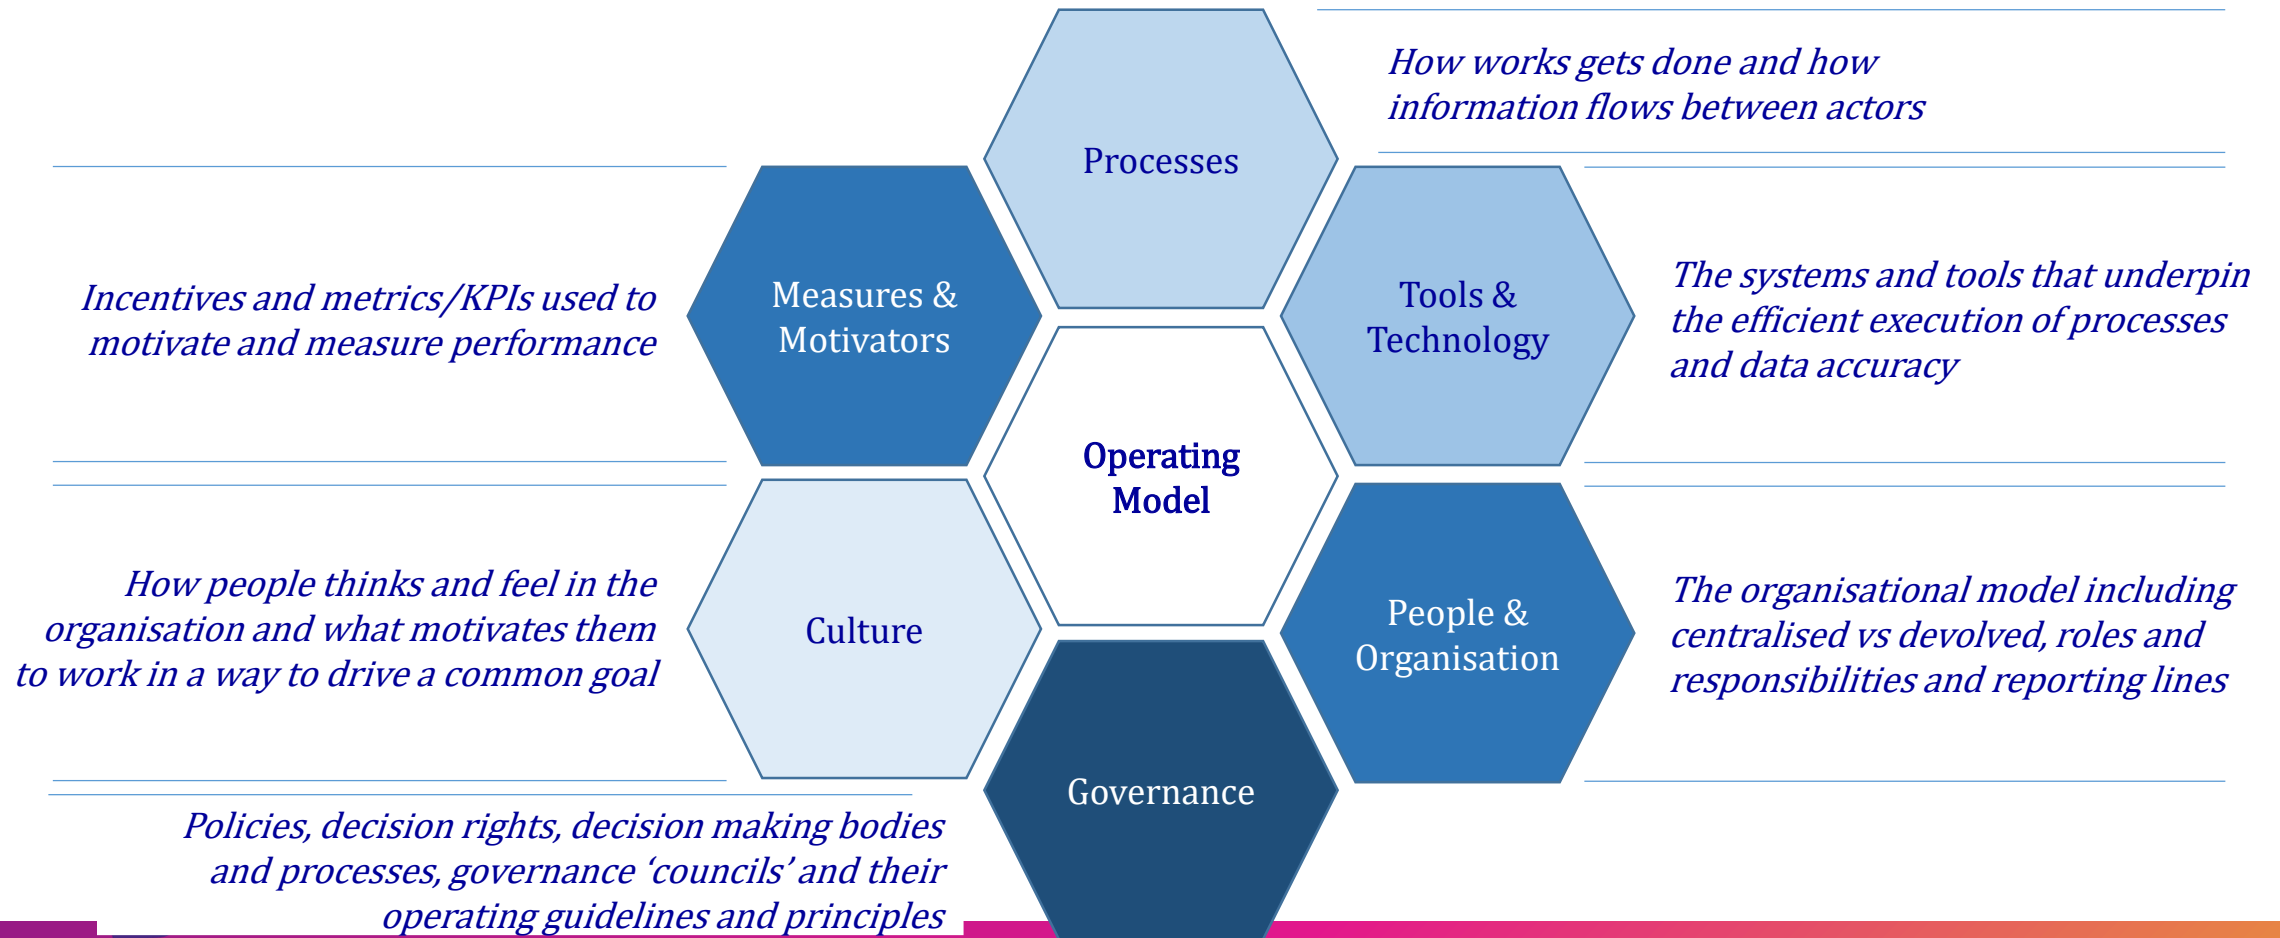 Processes
How works gets done and how
information flows between actors
Measures &
Motivators
Incentives and metrics/KPIs used to
motivate and measure performance
Tools &
Technology
The systems and tools that underpin
the efficient execution of processes
and data accuracy
Operating
Model
Culture
How people thinks and feel in the
organisation and what motivates them
to work in a way to drive a common goal
People &
Organisation
The organisational model including
centralised vs devolved, roles and
responsibilities and reporting lines
Governance
Policies, decision rights, decision making bodies
and processes, governance ‘councils’ and their
operating guidelines and principles